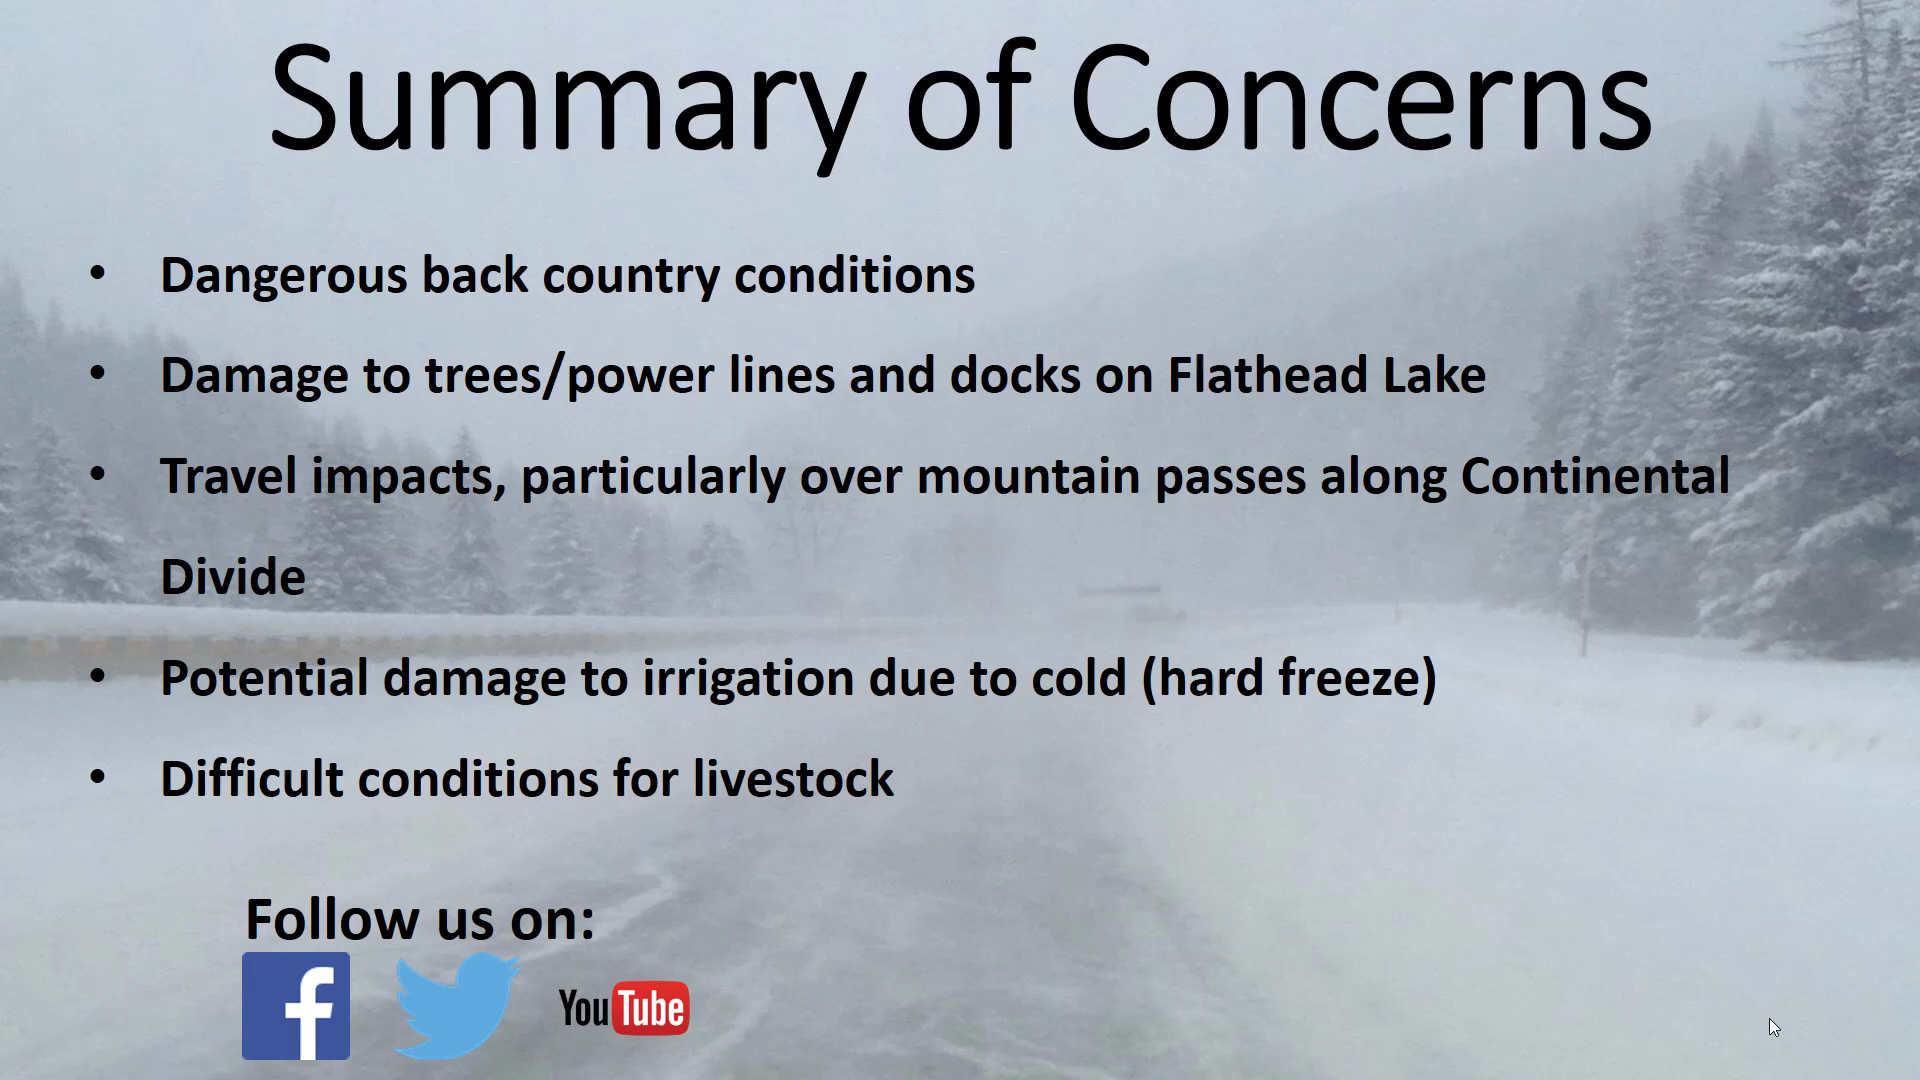 Summary of Concerns
• Dangerous back country conditions
• Damage to trees/power lines and docks on Flathead Lake
• Travel impacts, particularly over mountain passes along Continental
Divide
• Potential damage to irrigation due to cold (hard freeze)
• Difficult conditions for livestock
Follow us on:
f
YouTube